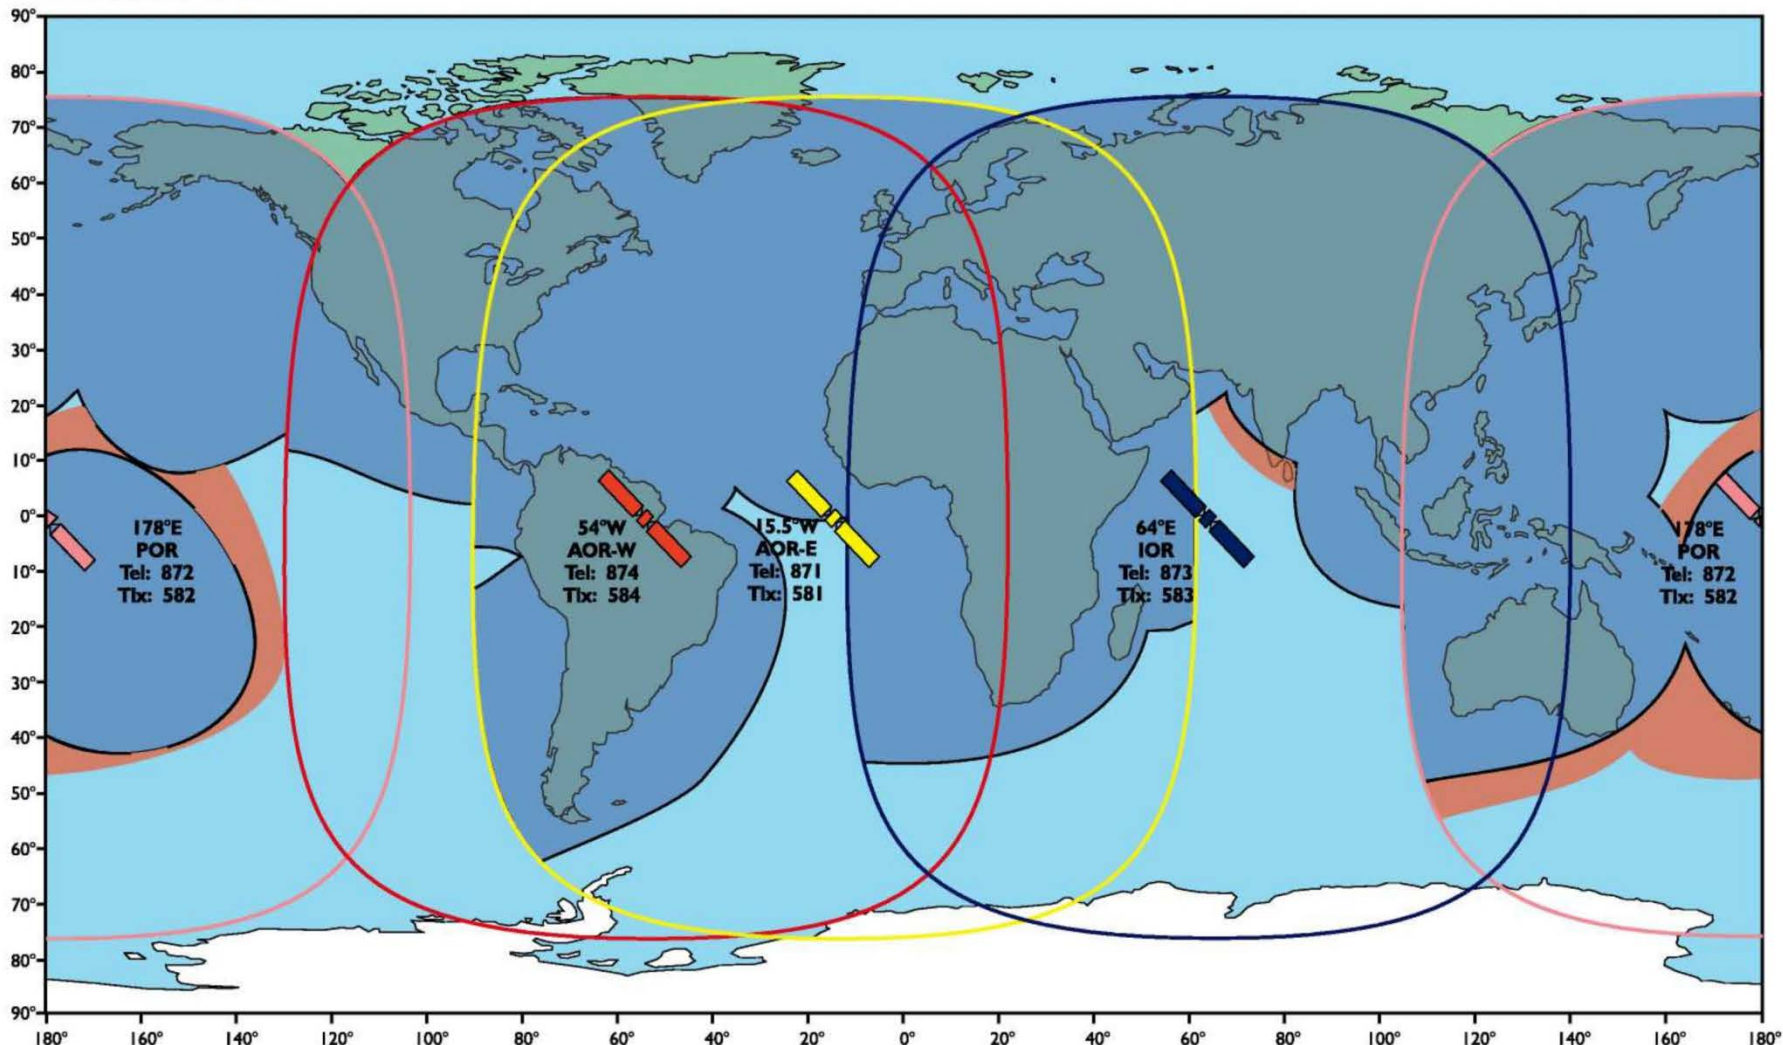 90°
80°
70°
60°
50°
40°
30°
20°
10°
0°
10°
20°
30°
40°
50°
60°
70°
80°
90°
178°E
POR
Tel: 872
Tlx: 582
54°W
AOR-W
Tel: 874
Tlx: 584
15.5°W
AOR-E
Tel: 871
Tlx: 581
64°E
IOR
Tel: 873
Tlx: 583
178°E
POR
Tel: 872
Tlx: 582
180° 160° 140° 120° 100° 80° 60° 40° 20° 0° 20° 40° 60° 80° 100° 120° 140° 160° 180°